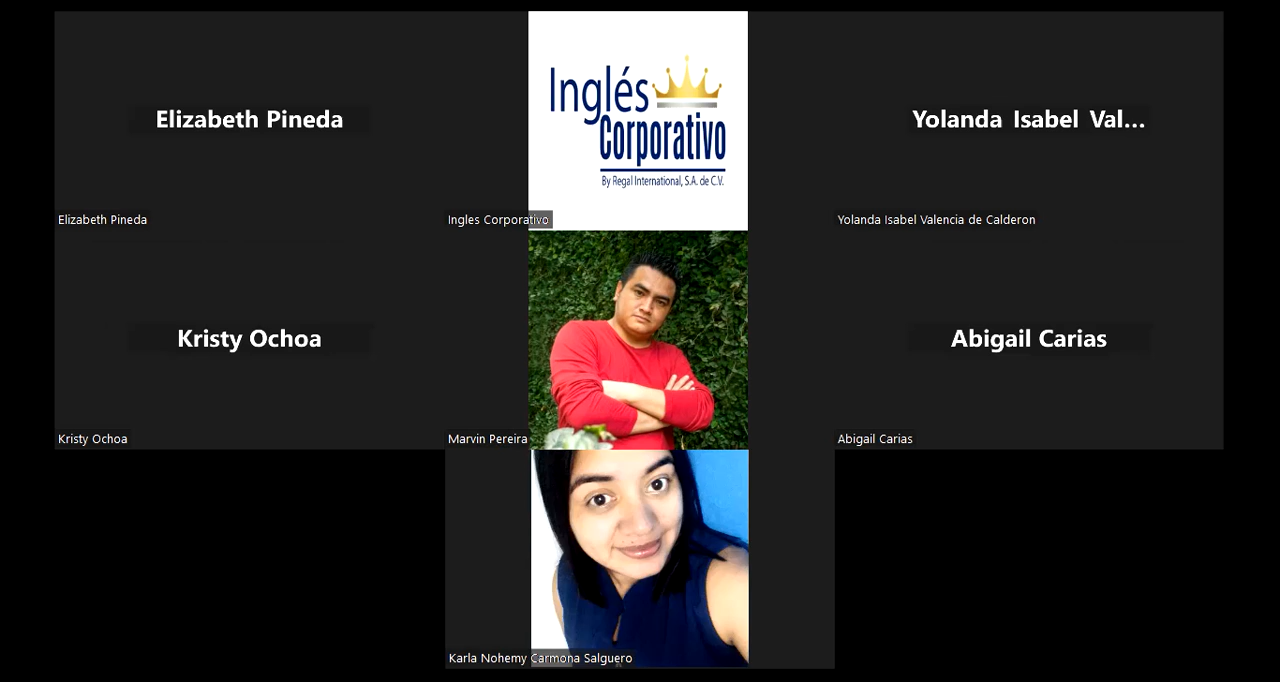 Elizabeth Pineda
Inglés
Corporativo
By Regal International, S.A. de C.V.
Yolanda Isabel Val...
Elizabeth Pineda
Ingles Corporativo
Yolanda Isabel Valencia de Calderon
Kristy Ochoa
Abigail Carias
Kristy Ochoa
Marvin Pereira
Abigail Carias
Karla Nohemy Carmona Salguero